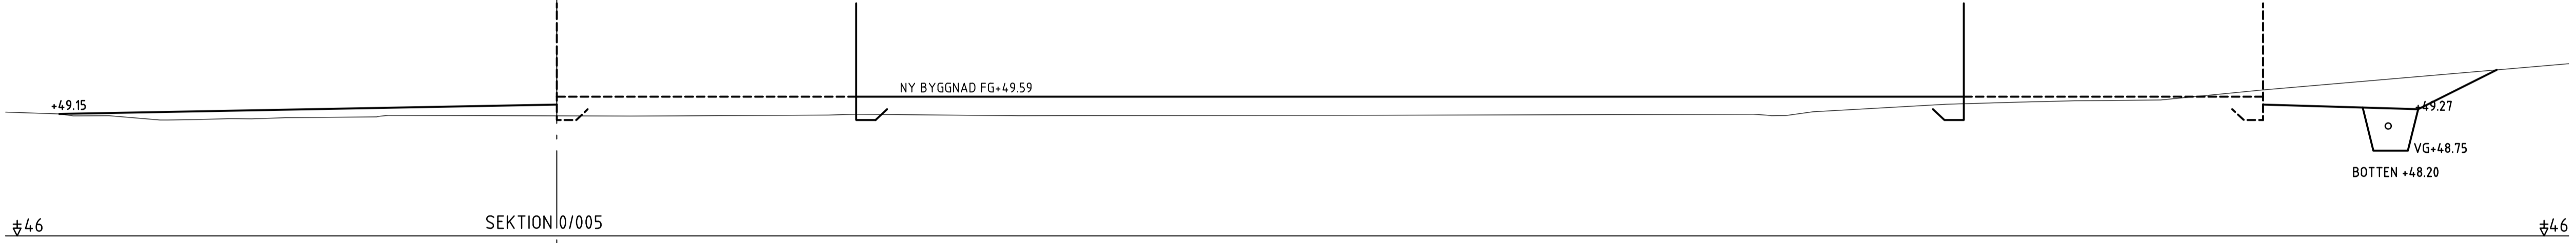 NY BYGGNAD FG+49.59
+49.15
+49.27
VG+48.75
BOTTEN +48.20
±46
SEKTION 0/005
±46